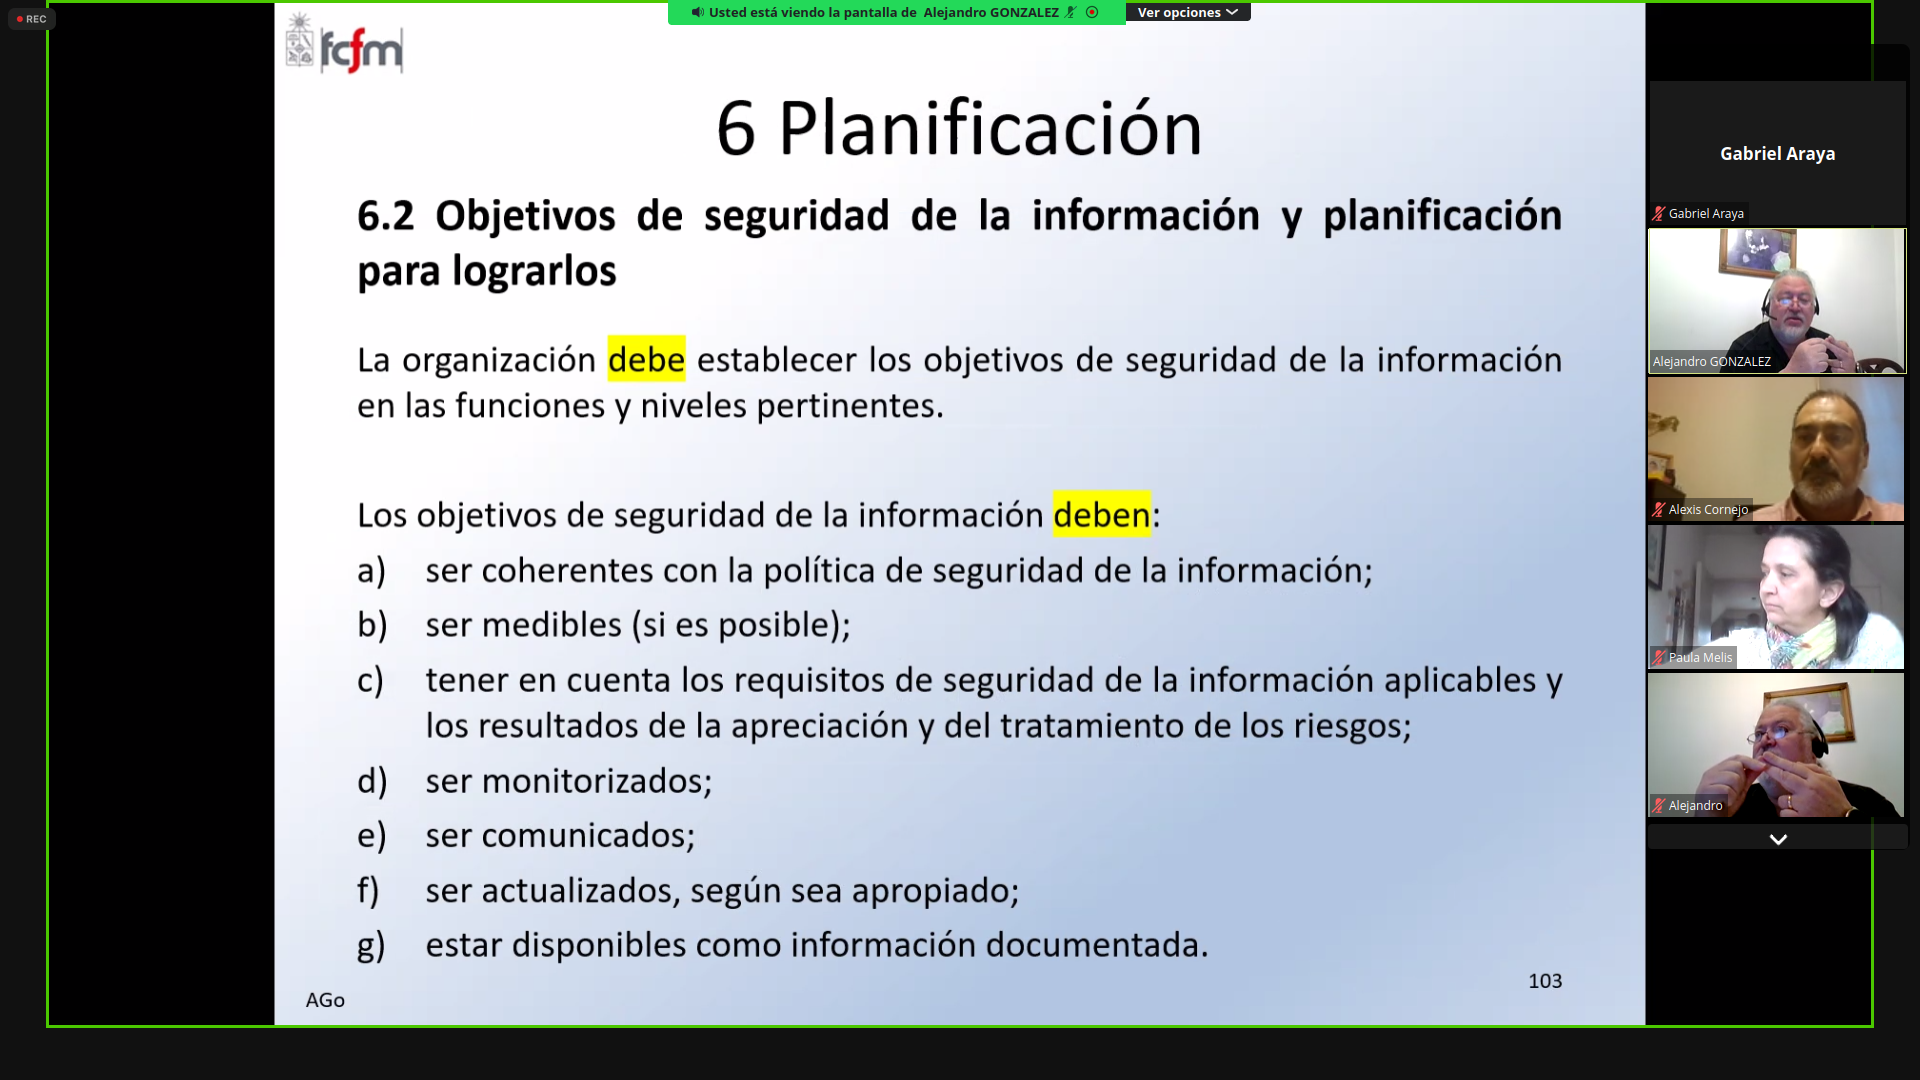 REC
Usted está viendo la pantalla de Alejandro GONZALEZ
Ver opciones
fcfm
6 Planificación
6.2 Objetivos de seguridad de la información y planificación
para lograrlos
La organización debe establecer los objetivos de seguridad de la información
en las funciones y niveles pertinentes.
Los objetivos de seguridad de la información deben:
a) ser coherentes con la política de seguridad de la información;
b) ser medibles (si es posible);
c) tener en cuenta los requisitos de seguridad de la información aplicables y
los resultados de la apreciación y del tratamiento de los riesgos;
d) ser monitorizados;
e) ser comunicados;
f) ser actualizados, según sea apropiado;
g) estar disponibles como información documentada.
103
AGo
Gabriel Araya
Gabriel Araya
Alejandro GONZALEZ
Alexis Cornejo
Paula Melis
Alejandro